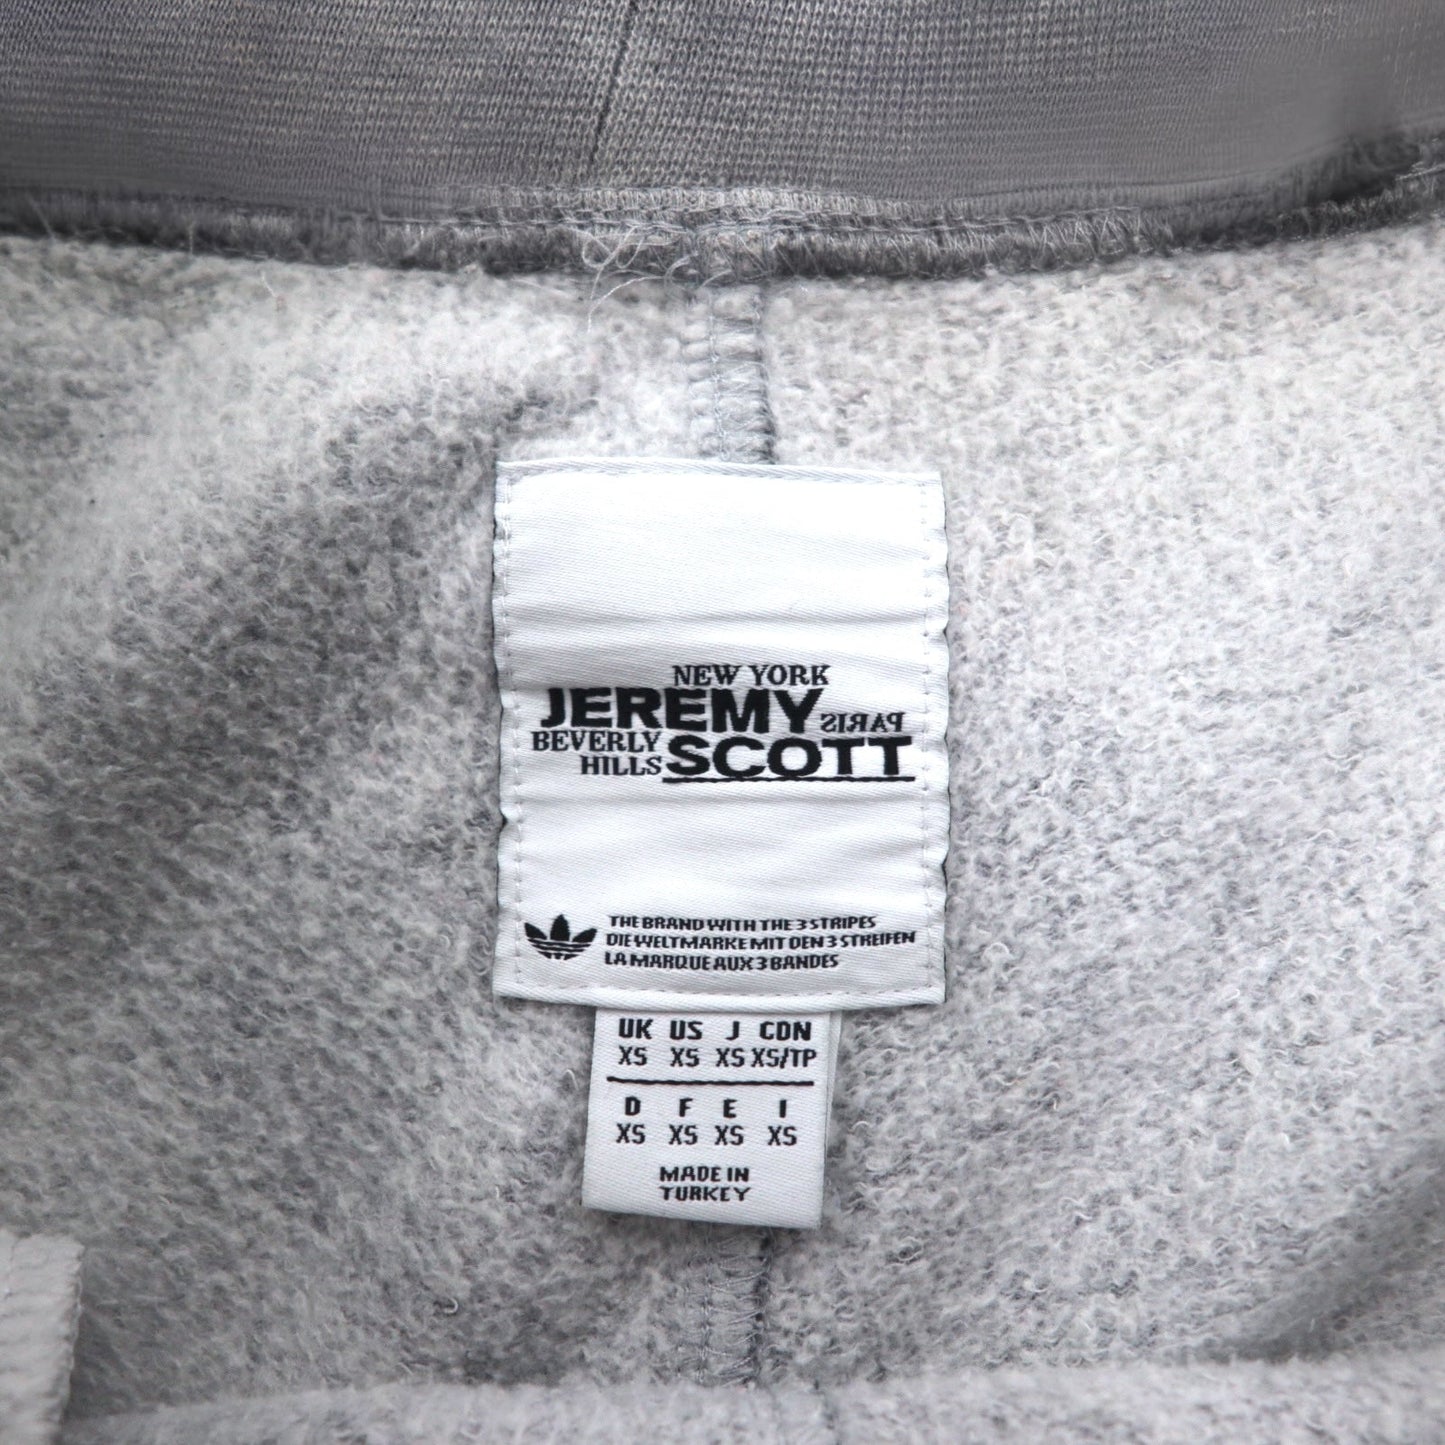 NEW YORK
JEREMY PARIS
BEVERLY SCOTT
HILLS
THE BRAND WITH THE 3 STRIPES
DIE WELTMARKE MIT DEN 3 STREIFEN
LA MARQUE AUX 3 BANDES
UK US J CDN
XS XS XS XS/TP
D F E I
XS XS XS XS
MADE IN
TURKEY